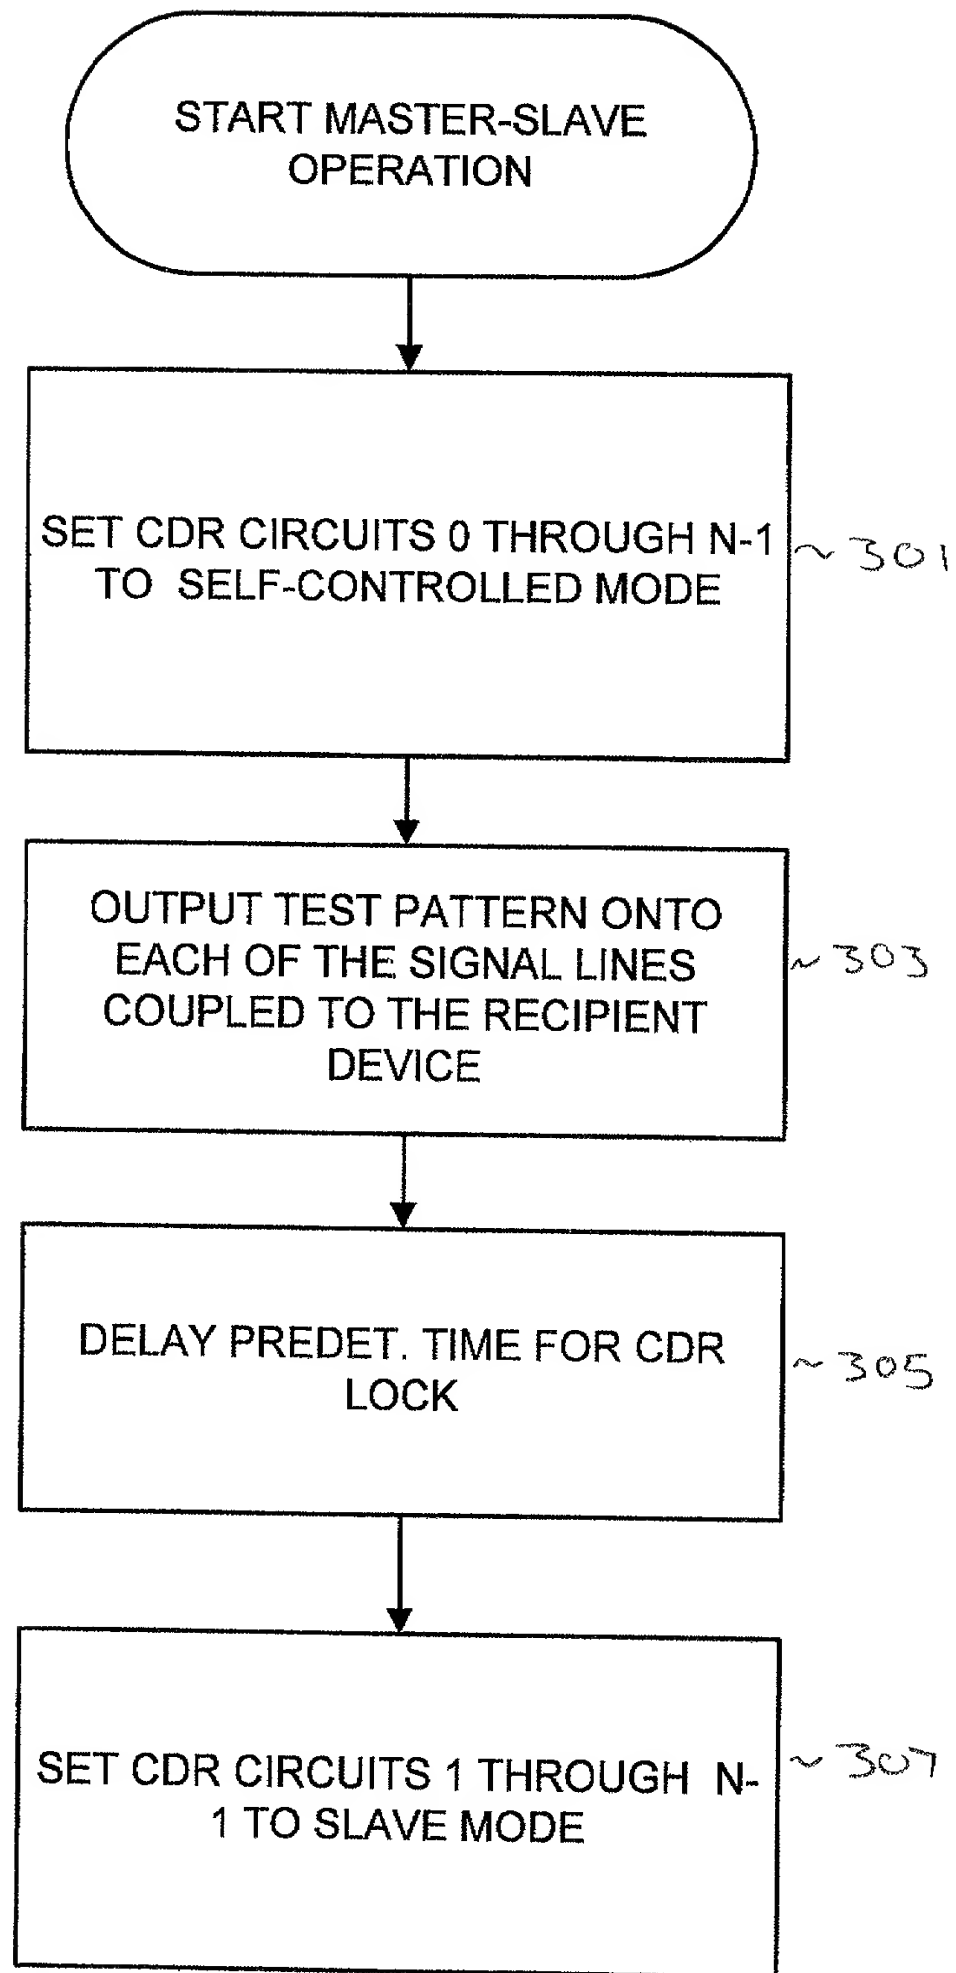 START MASTER-SLAVE
OPERATION
SET CDR CIRCUITS 0 THROUGH N-1
TO SELF-CONTROLLED MODE
~301
OUTPUT TEST PATTERN ONTO
EACH OF THE SIGNAL LINES
COUPLED TO THE RECIPIENT
DEVICE
~303
DELAY PREDET. TIME FOR CDR
LOCK
~305
SET CDR CIRCUITS 1 THROUGH N-
1 TO SLAVE MODE
~307